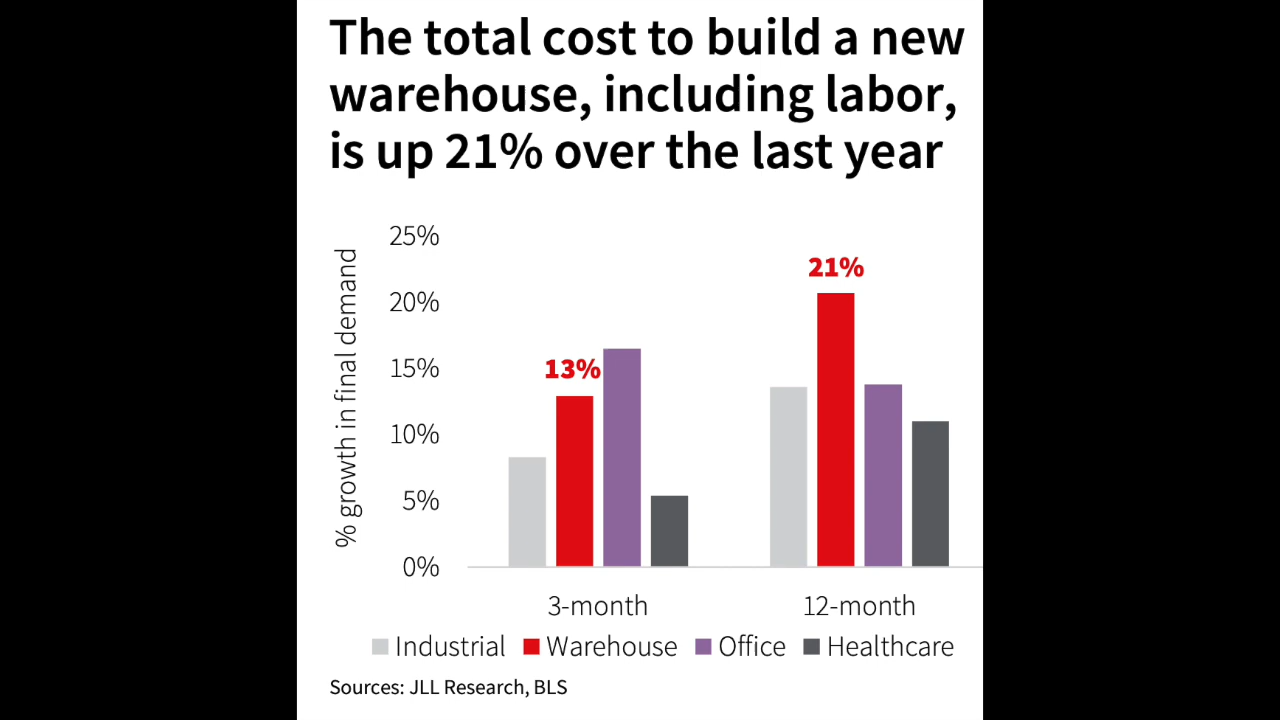 The total cost to build a new
warehouse, including labor,
is up 21% over the last year
% growth in final demand
25%
20%
15%
10%
5%
0%
13%
21%
3-month
12-month
Industrial
Warehouse
Office
Healthcare
Sources: JLL Research, BLS